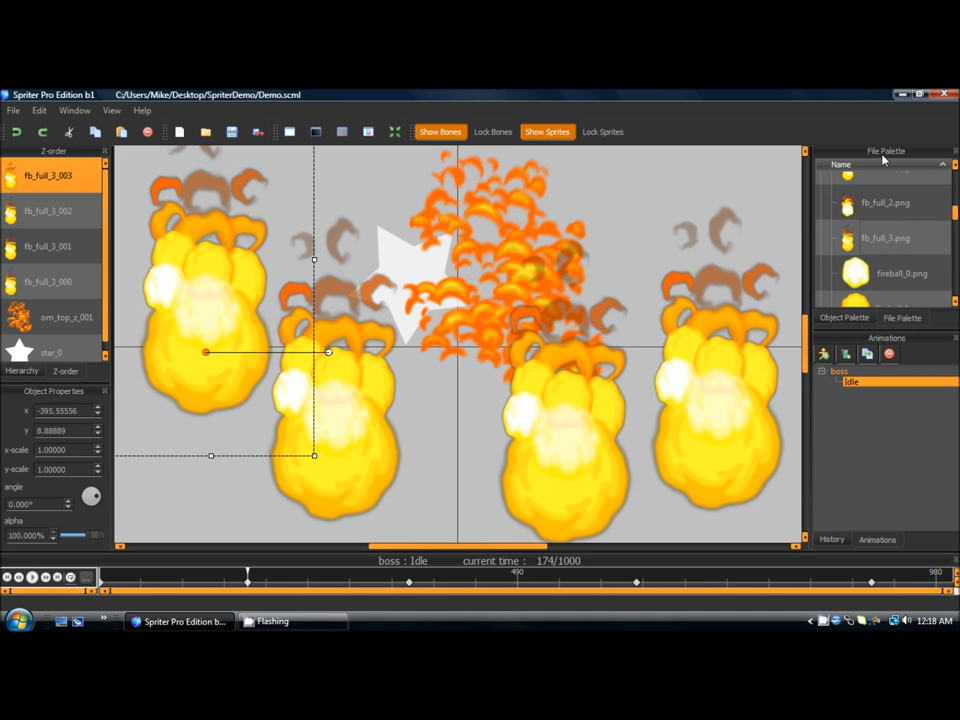 Spriter Pro Edition b1 C:/Users/Mike/Desktop/SpriterDemo/Demo.scml
File Edit Window View Help
Show Bones Lock Bones Show Sprites Lock Sprites
Z-order
fb_full_3_003
fb_full_3_002
fb_full_3_001
fb_full_3_000
om_top_z_001
star_0
Hierarchy Z-order
Object Properties
x -395.55556
y 8.88889
x-scale 1.00000
y-scale 1.00000
angle
0.000°
alpha
100.000%
File Palette
Name
fb_full_2.png
fb_full_3.png
fireball_0.png
Object Palette File Palette
Animations
boss
Idle
History Animations
boss : Idle current time : 174/1000
490 980
...
Spriter Pro Edition b... Flashing
12:18 AM